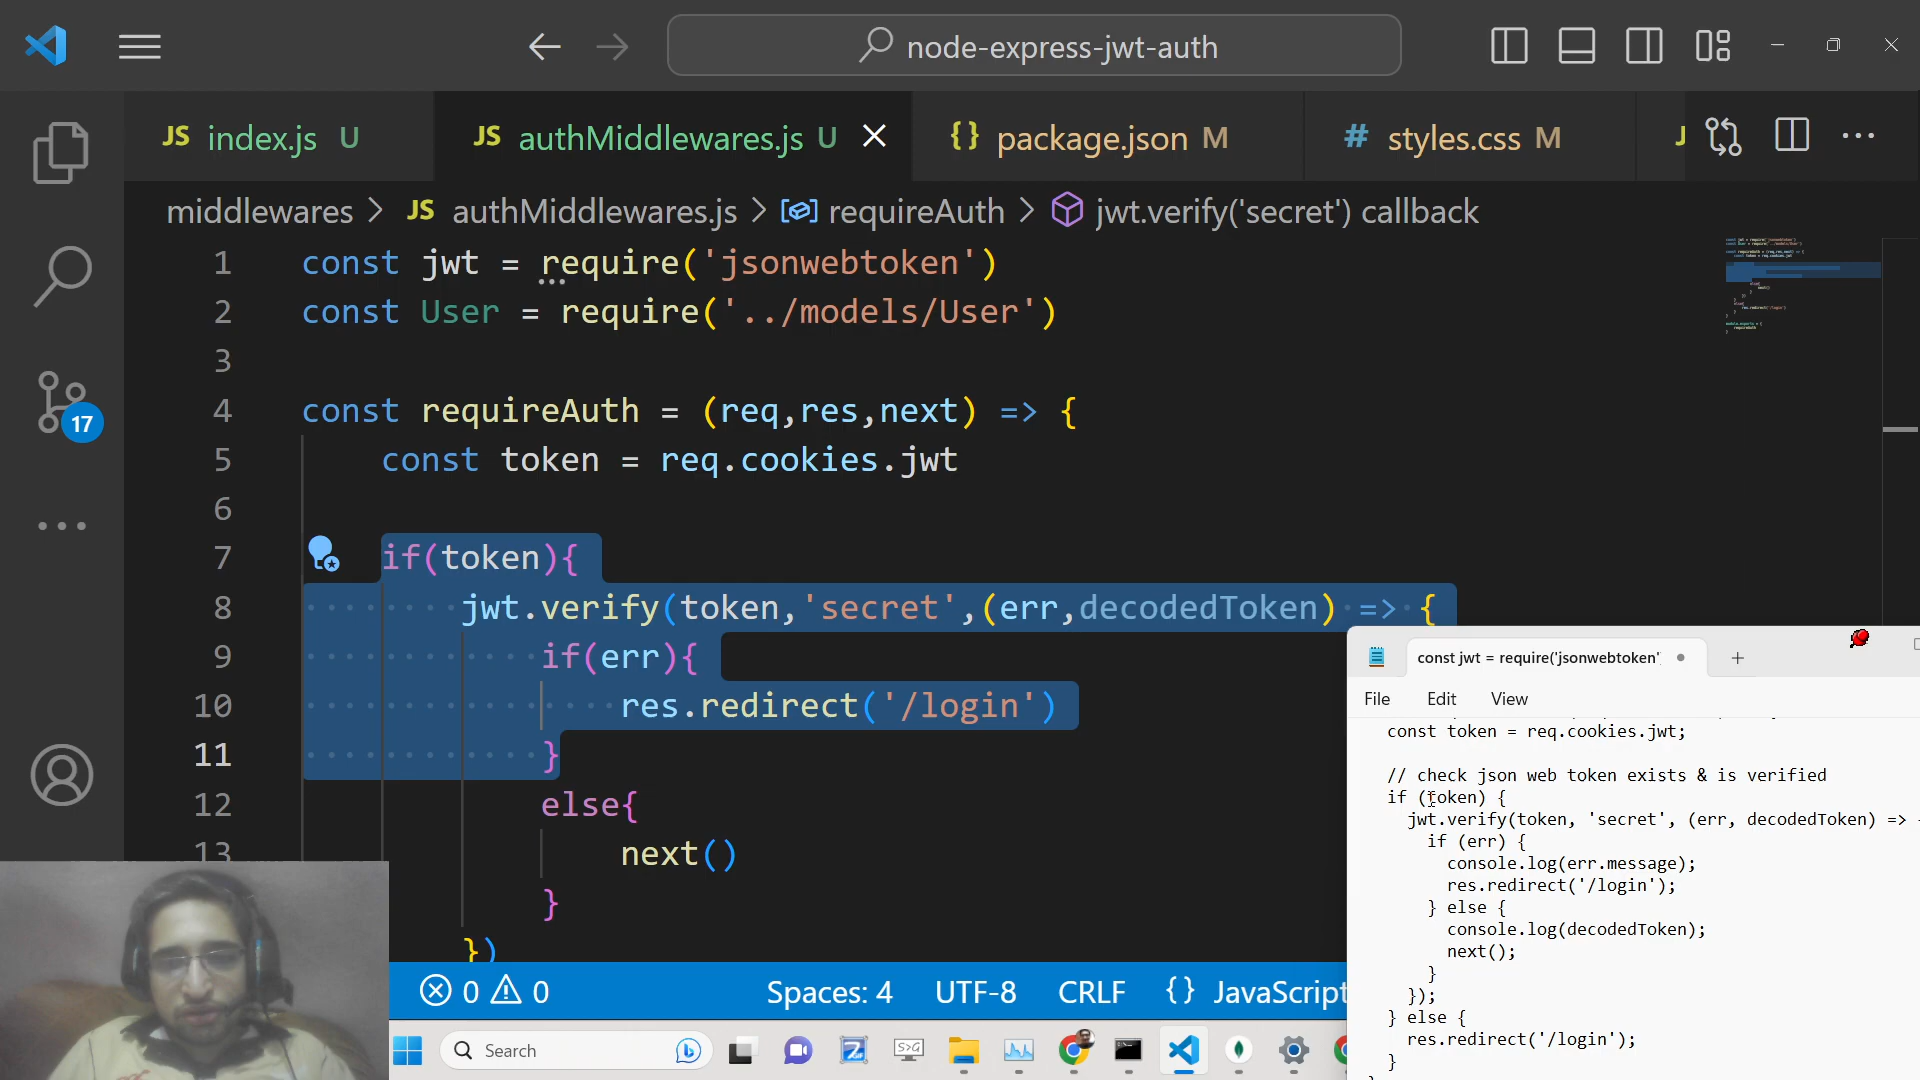 node-express-jwt-auth
JS index.js U
JS authMiddlewares.js U
{} package.json M
# styles.css M
J
middlewares > JS authMiddlewares.js > requireAuth > jwt.verify('secret') callback
1 const jwt = require('jsonwebtoken')
2 const User = require('../models/User')
3
4 const requireAuth = (req,res,next) => {
5 const token = req.cookies.jwt
6
7 if(token){
8 jwt.verify(token,'secret',(err,decodedToken) => {
9 if(err){
10 res.redirect('/login')
11 }
12 else{
13 next()
}
})
17
0 0 Spaces: 4 UTF-8 CRLF {} JavaScript
Search
const jwt = require('jsonwebtoken'
File Edit View
const token = req.cookies.jwt;
// check json web token exists & is verified
if (token) {
jwt.verify(token, 'secret', (err, decodedToken) =>
if (err) {
console.log(err.message);
res.redirect('/login');
} else {
console.log(decodedToken);
next();
}
});
} else {
res.redirect('/login');
}